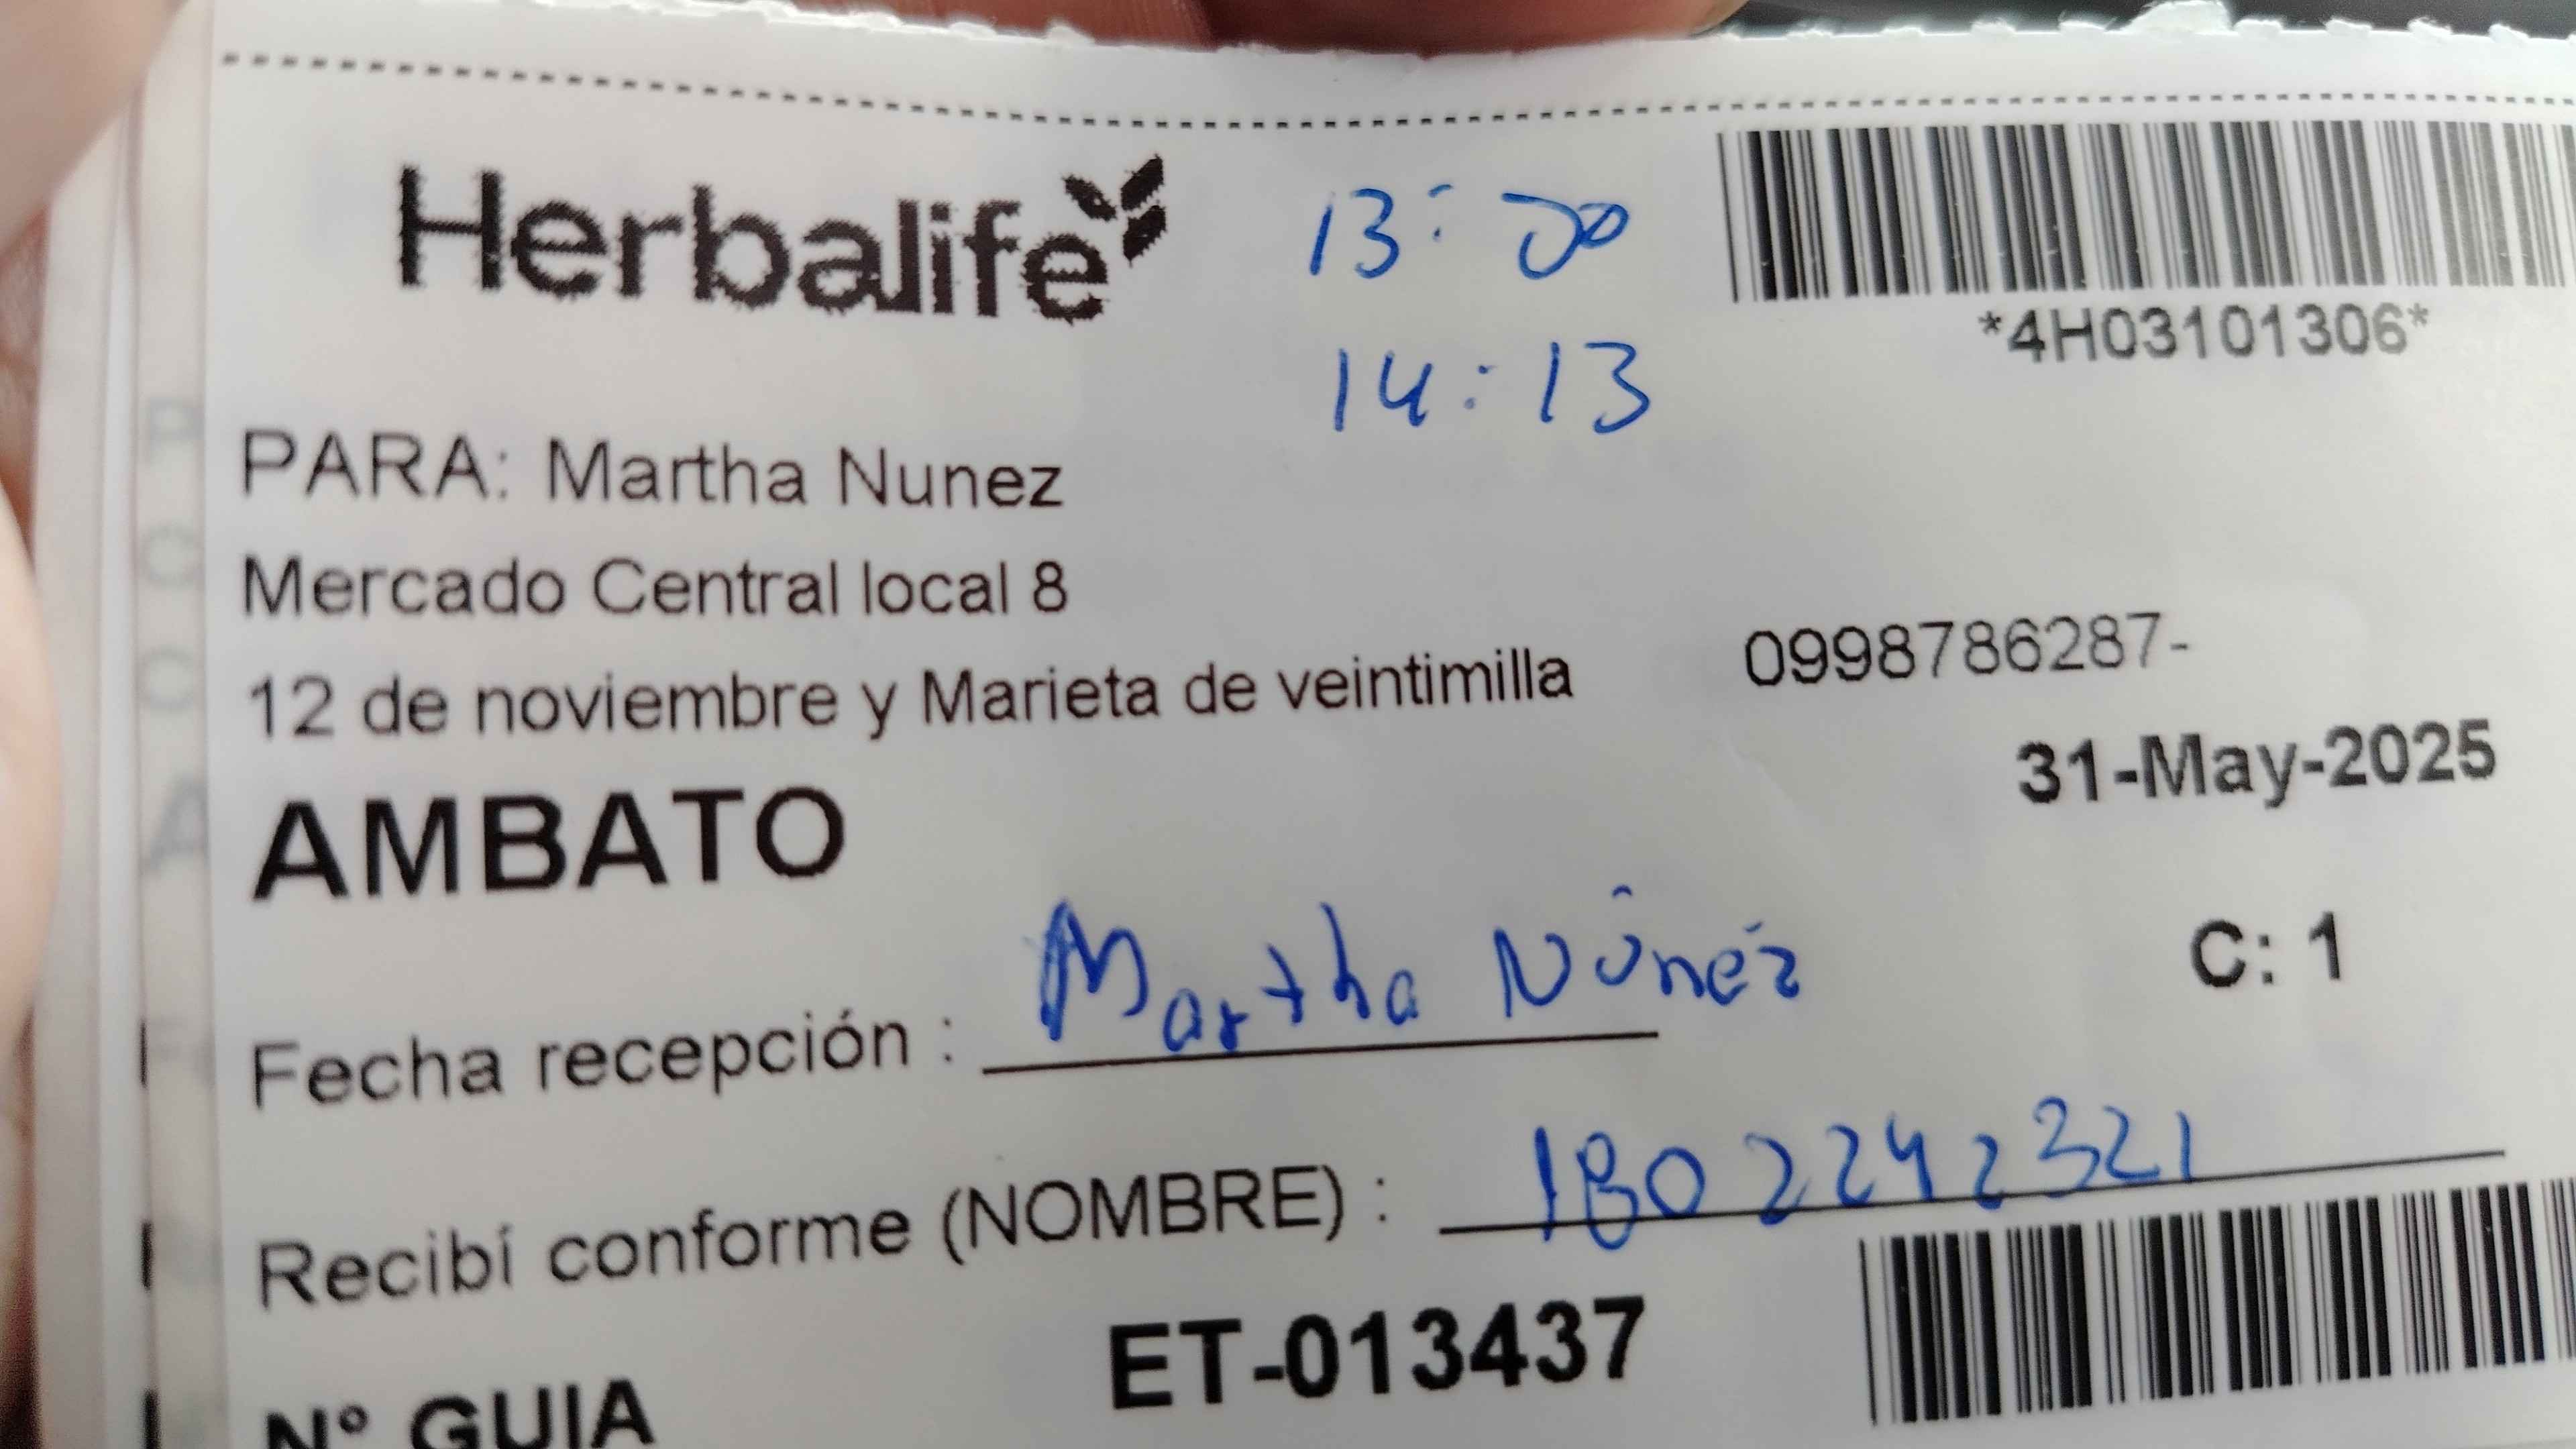 Herbalife
13:00
14:13
*4H03101306*
PARA: Martha Nunez
Mercado Central local 8
12 de noviembre y Marieta de veintimilla
0998786287-
31-May-2025
AMBATO
C: 1
Fecha recepción : Martha Núnez
Recibí conforme (NOMBRE) : 1802242321
N° GUIA ET-013437